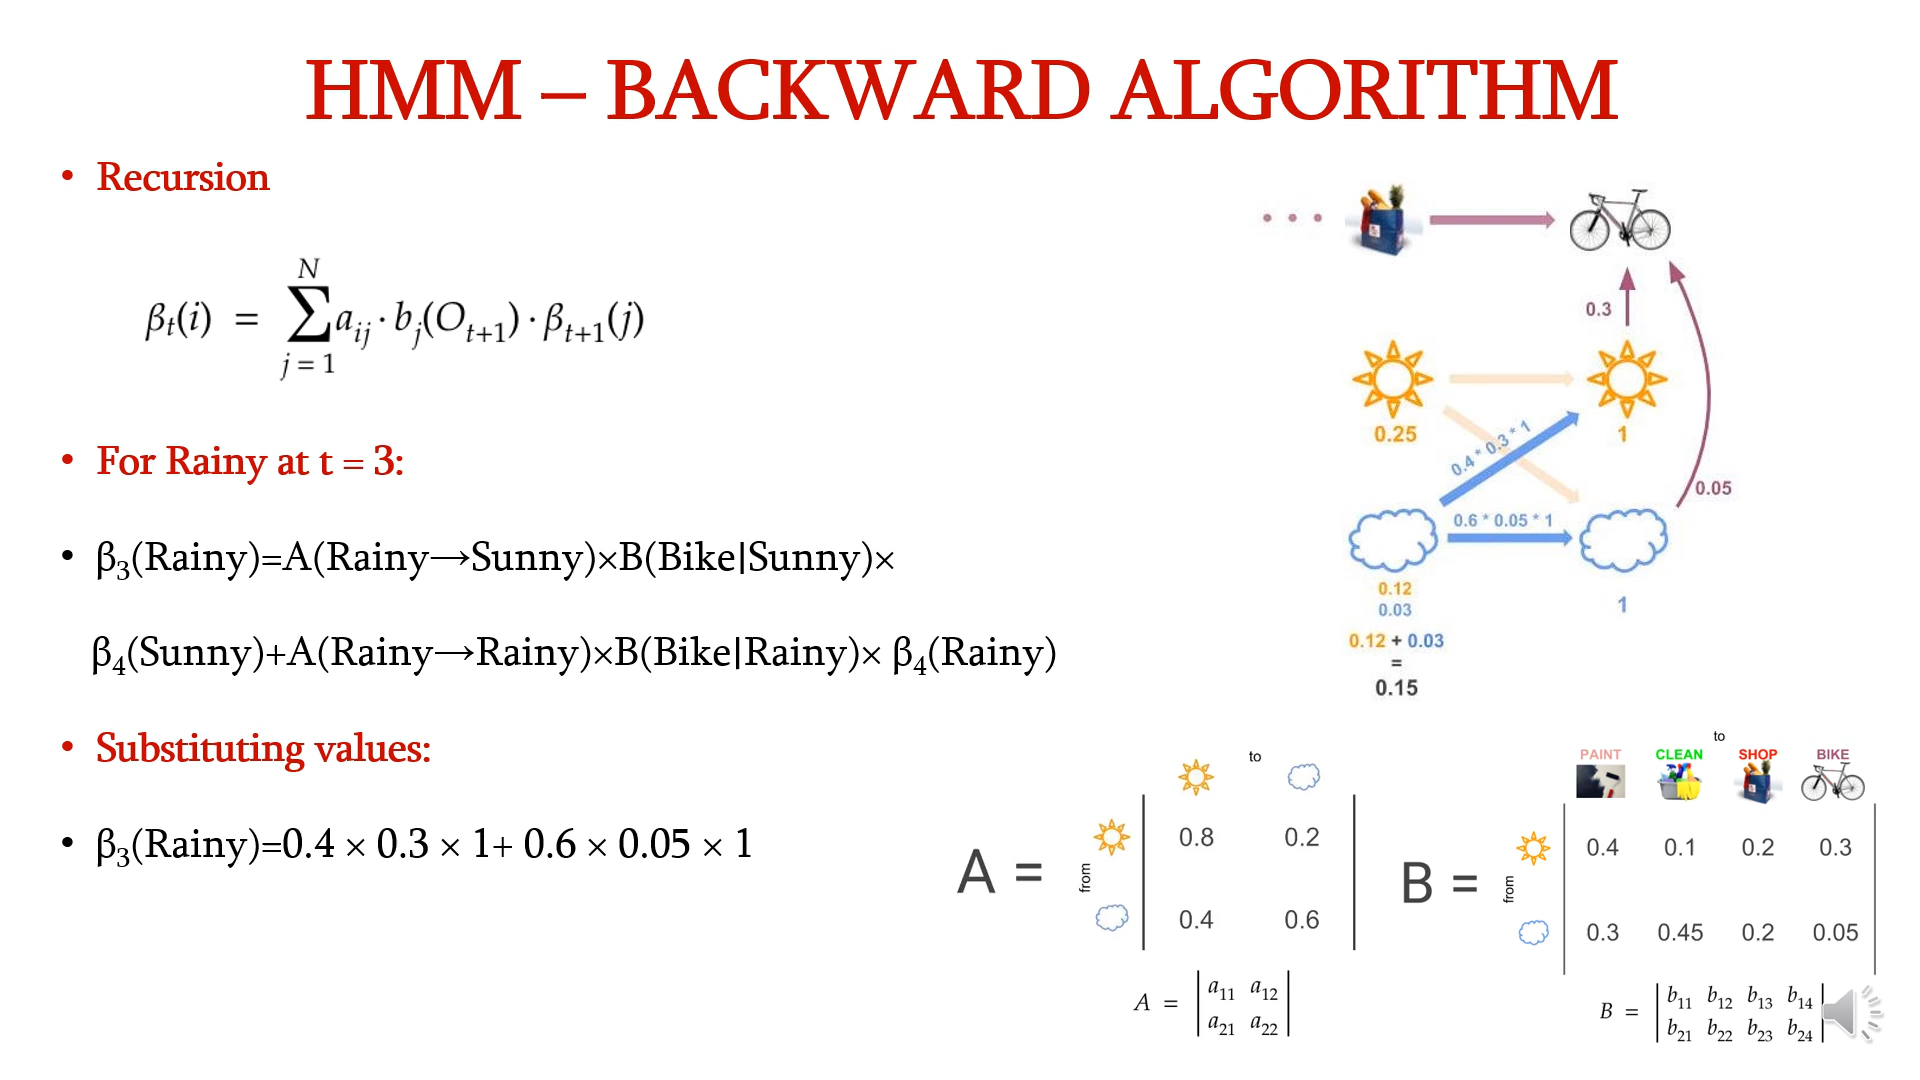 HMM – BACKWARD ALGORITHM
• Recursion
βₜ(i) = ∑ aᵢⱼ · bⱼ(Oₜ₊₁) · βₜ₊₁(j)
N
j = 1
• For Rainy at t = 3:
• β₃(Rainy)=A(Rainy→Sunny)×B(Bike|Sunny)×
β₄(Sunny)+A(Rainy→Rainy)×B(Bike|Rainy)× β₄(Rainy)
• Substituting values:
• β₃(Rainy)=0.4 × 0.3 × 1+ 0.6 × 0.05 × 1
0.3
0.25
1
0.4 * 0.3 * 1
0.05
0.6 * 0.05 * 1
0.12
0.03
1
0.12 + 0.03
=
0.15
to
A =
from
0.8 0.2
0.4 0.6
A = | a₁₁ a₁₂ |
a₂₁ a₂₂
to
PAINT CLEAN SHOP BIKE
B =
from
0.4 0.1 0.2 0.3
0.3 0.45 0.2 0.05
B = | b₁₁ b₁₂ b₁₃ b₁₄ |
b₂₁ b₂₂ b₂₃ b₂₄